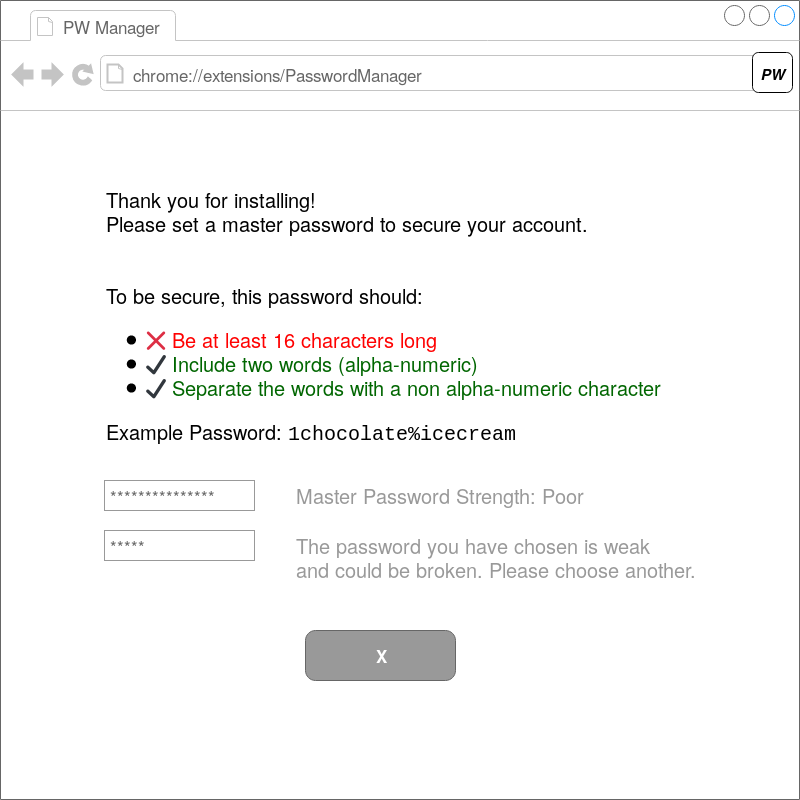 PW Manager
chrome://extensions/PasswordManager
PW
Thank you for installing!
Please set a master password to secure your account.
To be secure, this password should:
Be at least 16 characters long
Include two words (alpha-numeric)
Separate the words with a non alpha-numeric character
Example Password: 1chocolate%icecream
***************
Master Password Strength: Poor
*****
The password you have chosen is weak
and could be broken. Please choose another.
X